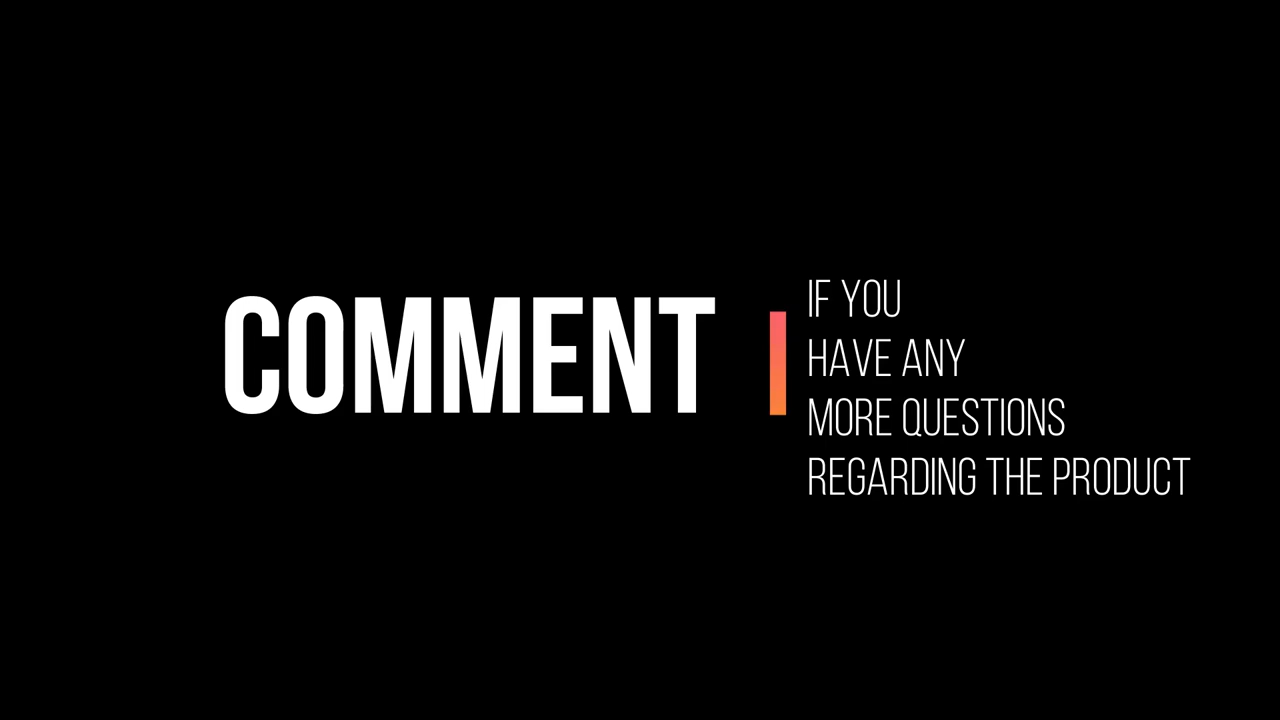 COMMENT
IF YOU
HAVE ANY
MORE QUESTIONS
REGARDING THE PRODUCT